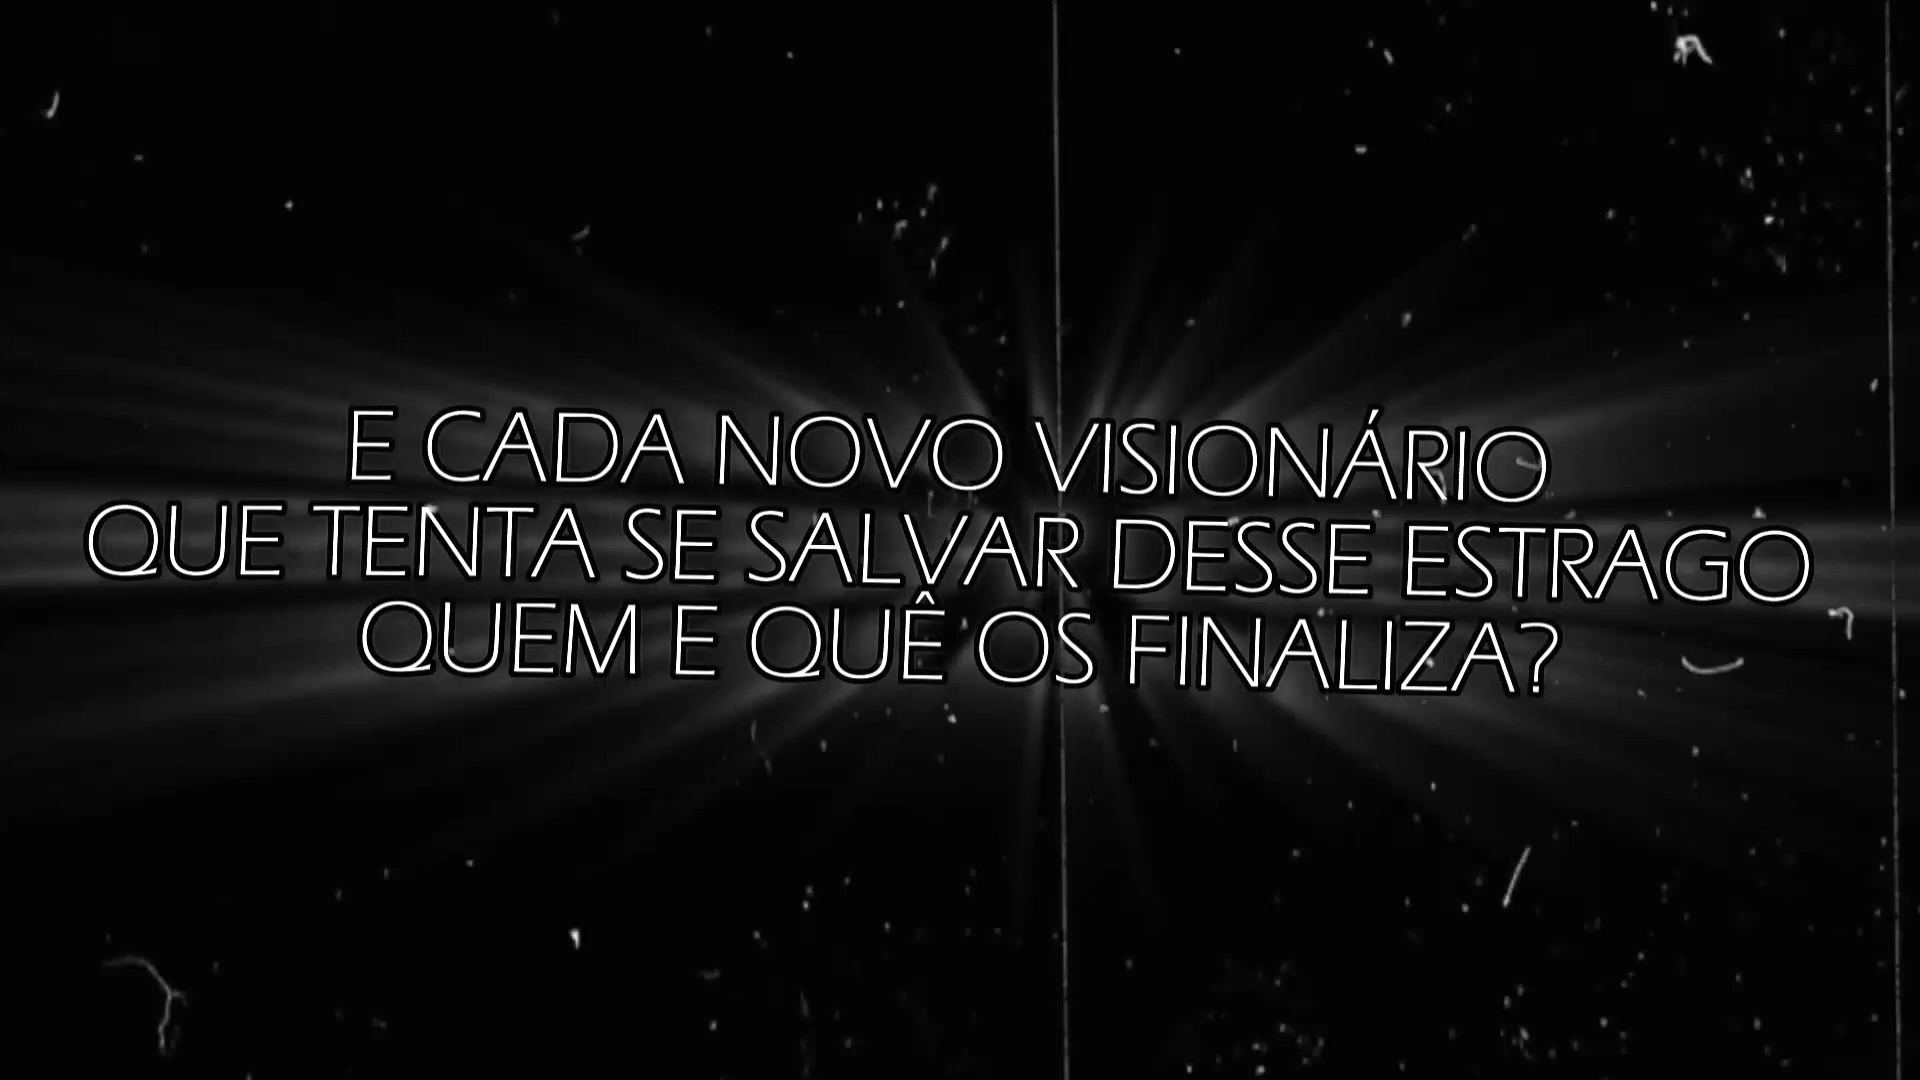 E CADA NOVO VISIONÁRIO
QUE TENTA SE SALVAR DESSE ESTRAGO
QUEM E QUÊ OS FINALIZA?